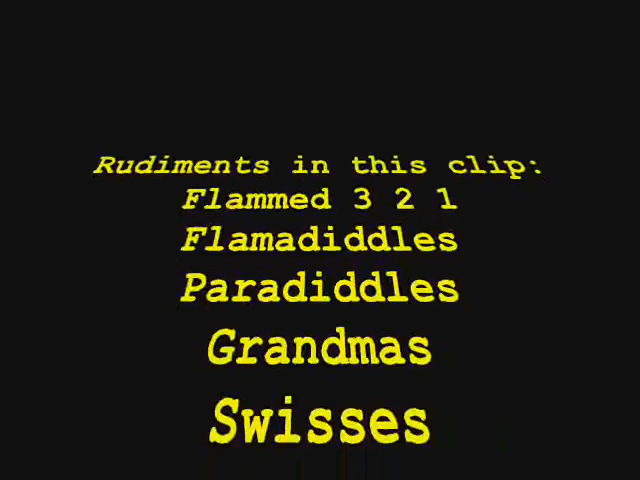 Rudiments in this clip:
Flammed 3 2 1
Flamadiddles
Paradiddles
Grandmas
Swisses